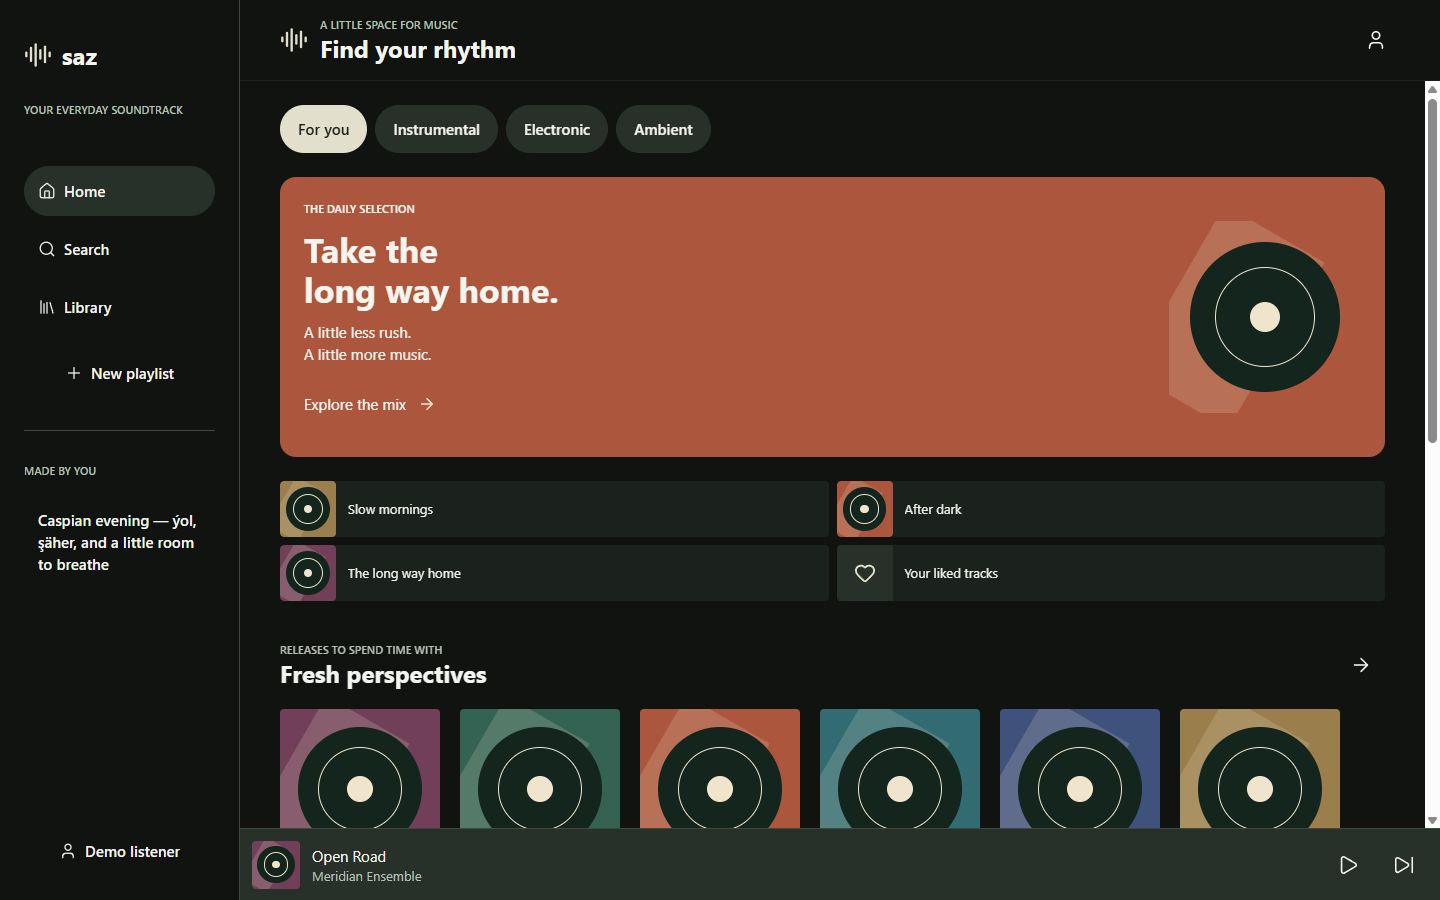 saz
YOUR EVERYDAY SOUNDTRACK
Home
Search
Library
New playlist
MADE BY YOU
Caspian evening — ýol,
şäher, and a little room
to breathe
Demo listener
A LITTLE SPACE FOR MUSIC
Find your rhythm
For you
Instrumental
Electronic
Ambient
THE DAILY SELECTION
Take the
long way home.
A little less rush.
A little more music.
Explore the mix
Slow mornings
After dark
The long way home
Your liked tracks
RELEASES TO SPEND TIME WITH
Fresh perspectives
Open Road
Meridian Ensemble